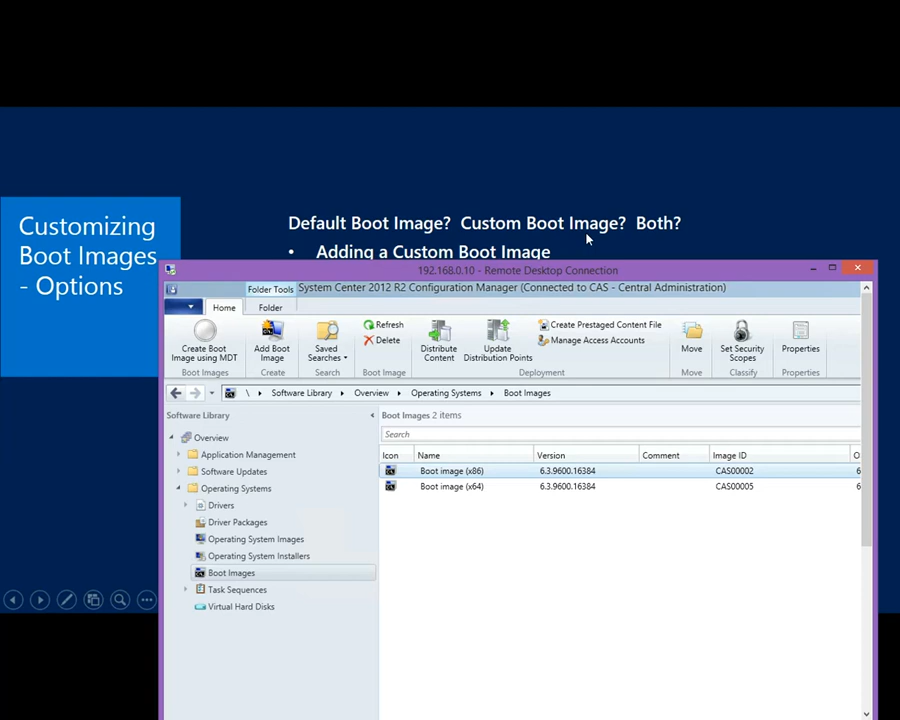 Customizing
Boot Images
- Options
Default Boot Image? Custom Boot Image? Both?
• Adding a Custom Boot Image
192.168.0.10 - Remote Desktop Connection
Folder Tools
System Center 2012 R2 Configuration Manager (Connected to CAS - Central Administration)
Home
Folder
Create Boot
Image using MDT
Add Boot
Image
Saved
Searches
Refresh
Delete
Distribute
Content
Update
Distribution Points
Create Prestaged Content File
Manage Access Accounts
Move
Set Security
Scopes
Properties
Boot Images
Create
Search
Boot Image
Deployment
Move
Classify
Properties
\ Software Library Overview Operating Systems Boot Images
Software Library
Overview
Application Management
Software Updates
Operating Systems
Drivers
Driver Packages
Operating System Images
Operating System Installers
Boot Images
Task Sequences
Virtual Hard Disks
Boot Images 2 items
Search
Icon Name Version Comment Image ID O
Boot image (x86) 6.3.9600.16384 CAS00002 6
Boot image (x64) 6.3.9600.16384 CAS00005 6